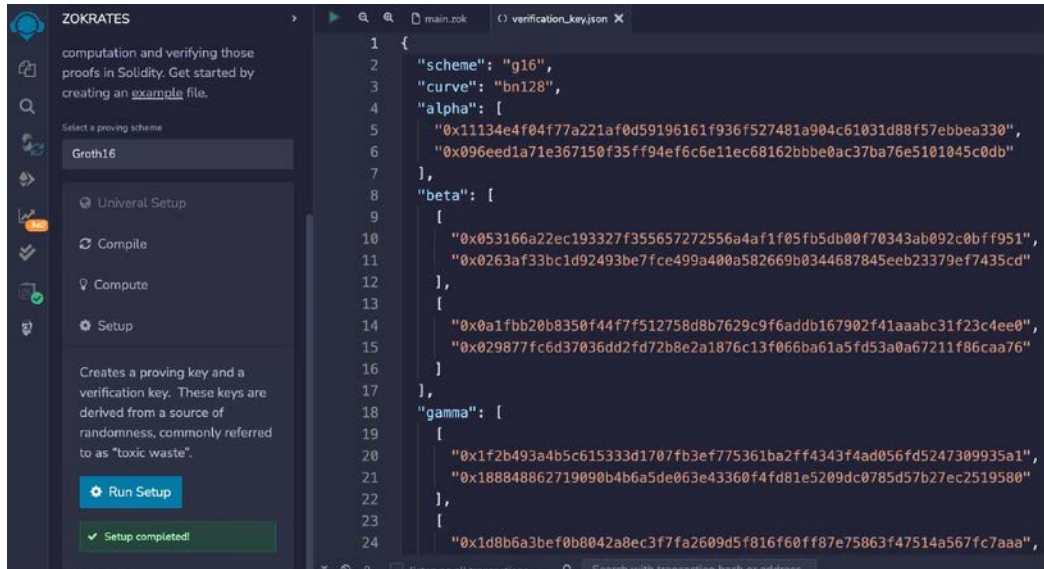 ZOKRATES
computation and verifying those
proofs in Solidity. Get started by
creating an example file.
Select a proving scheme
Groth16
Univeral Setup
Compile
Compute
Setup
Creates a proving key and a
verification key. These keys are
derived from a source of
randomness, commonly referred
to as "toxic waste".
Run Setup
Setup completed!
main.zok
verification_key.json
1 {
2 "scheme": "g16",
3 "curve": "bn128",
4 "alpha": [
5 "0x11134e4f04f77a221af0d59196161f936f527481a904c61031d88f57ebbea330",
6 "0x096eed1a71e367150f35ff94ef6c6e11ec68162bbbe0ac37ba76e5101045c0db"
7 ],
8 "beta": [
9 [
10 "0x053166a22ec193327f355657272556a4af1f05fb5db00f70343ab092c0bff951",
11 "0x0263af33bc1d92493be7fce499a400a582669b0344687845eeb23379ef7435cd"
12 ],
13 [
14 "0x0a1fbb20b8350f44f7f512758d8b7629c9f6addb167902f41aaabc31f23c4ee0",
15 "0x029877fc6d37036dd2fd72b8e2a1876c13f066ba61a5fd53a0a67211f86caa76"
16 ]
17 ],
18 "gamma": [
19 [
20 "0x1f2b493a4b5c615333d1707fb3ef775361ba2ff4343f4ad056fd5247309935a1",
21 "0x188848862719090b4b6a5de063e43360f4fd81e5209dc0785d57b27ec2519580"
22 ],
23 [
24 "0x1d8b6a3bef0b8042a8ec3f7fa2609d5f816f60ff87e75863f47514a567fc7aaa",